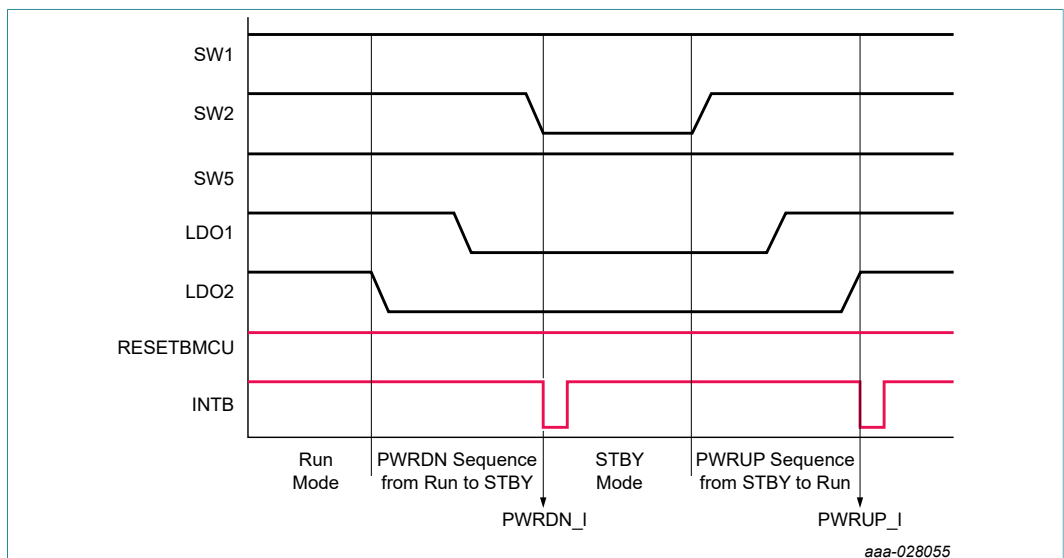 SW1
SW2
SW5
LDO1
LDO2
RESETBMCU
INTB
Run
Mode
PWRDN Sequence
from Run to STBY
STBY
Mode
PWRUP Sequence
from STBY to Run
PWRDN_I
PWRUP_I
aaa-028055